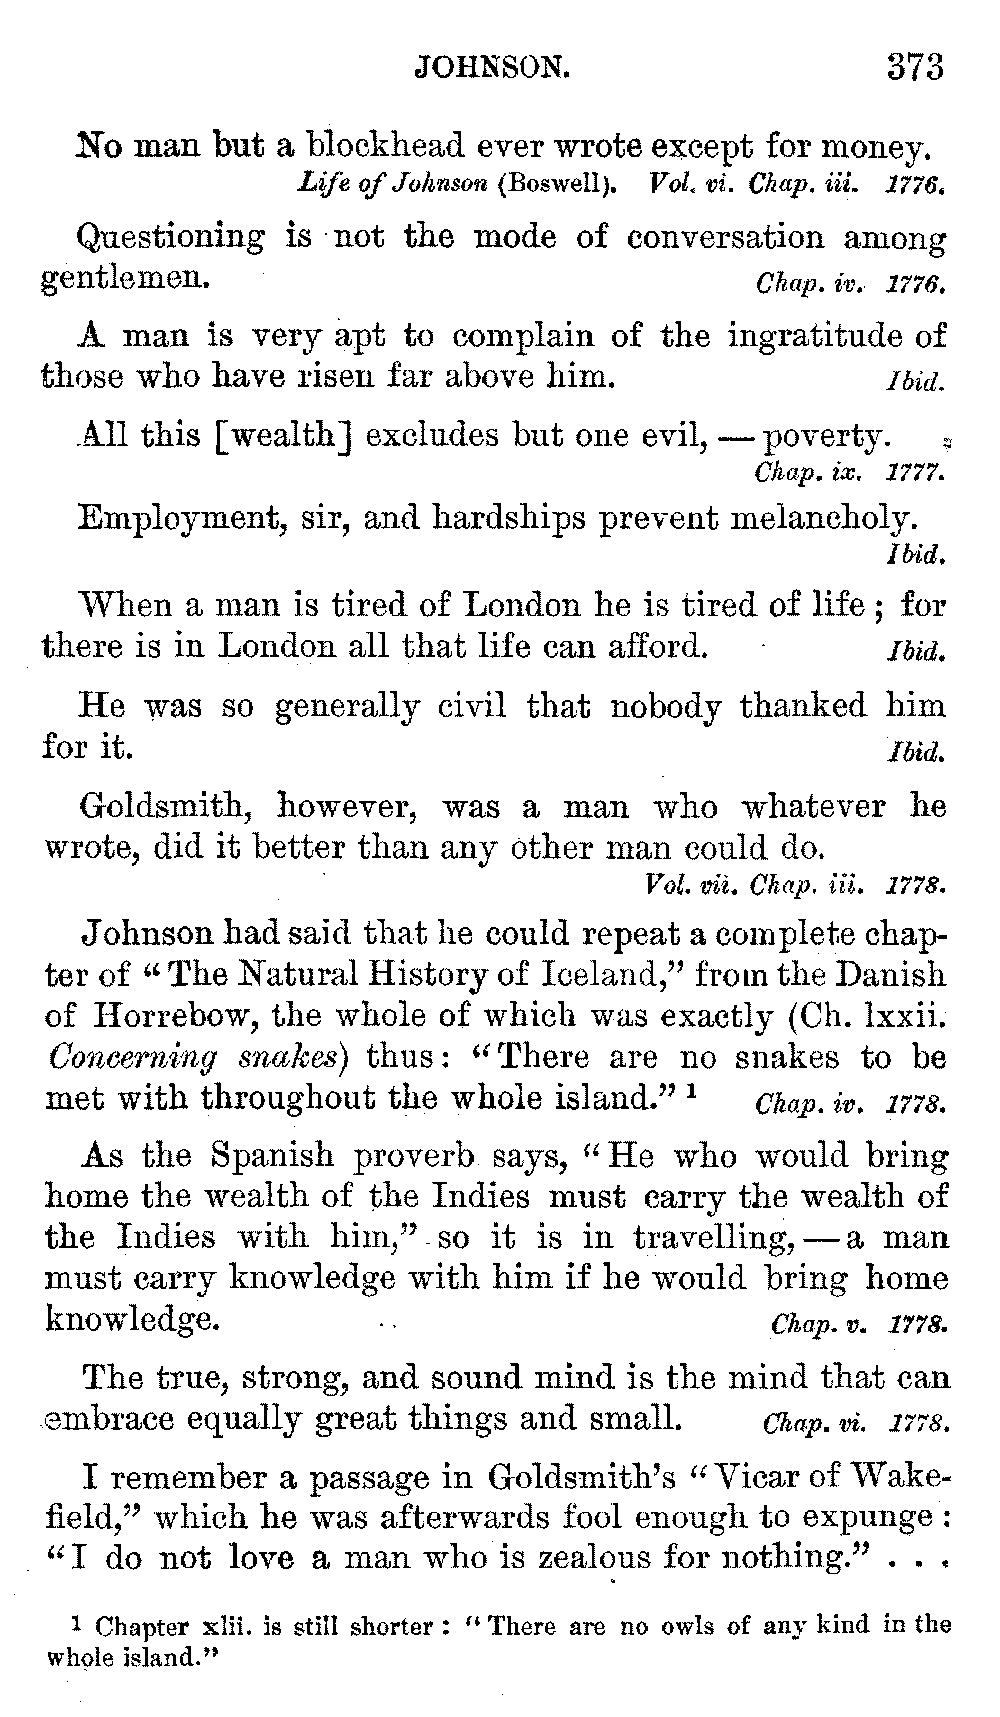 JOHNSON. 373
No man but a blockhead ever wrote except for money.
Life of Johnson (Boswell). Vol. vi. Chap. iii. 1776.
Questioning is not the mode of conversation among
gentlemen. Chap. iv. 1776.
A man is very apt to complain of the ingratitude of
those who have risen far above him. Ibid.
All this [wealth] excludes but one evil, — poverty.
Chap. ix. 1777.
Employment, sir, and hardships prevent melancholy.
Ibid.
When a man is tired of London he is tired of life ; for
there is in London all that life can afford. Ibid.
He was so generally civil that nobody thanked him
for it. Ibid.
Goldsmith, however, was a man who whatever he
wrote, did it better than any other man could do.
Vol. vii. Chap. iii. 1778.
Johnson had said that he could repeat a complete chap-
ter of “The Natural History of Iceland,” from the Danish
of Horrebow, the whole of which was exactly (Ch. lxxii.
Concerning snakes) thus: “There are no snakes to be
met with throughout the whole island.” 1 Chap. iv. 1778.
As the Spanish proverb says, “He who would bring
home the wealth of the Indies must carry the wealth of
the Indies with him,” so it is in travelling, — a man
must carry knowledge with him if he would bring home
knowledge. Chap. v. 1778.
The true, strong, and sound mind is the mind that can
embrace equally great things and small. Chap. vi. 1778.
I remember a passage in Goldsmith’s “Vicar of Wake-
field,” which he was afterwards fool enough to expunge :
“I do not love a man who is zealous for nothing.” . . .
1 Chapter xlii. is still shorter : “There are no owls of any kind in the
whole island.”